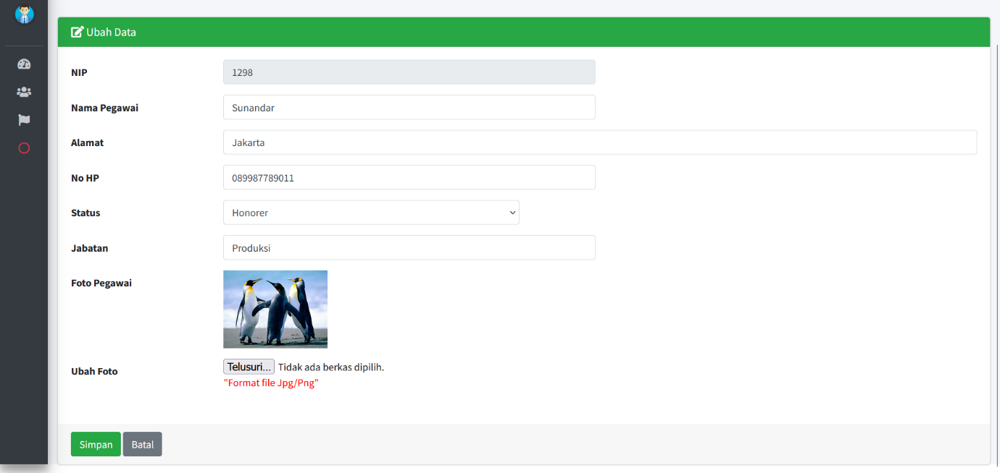 Ubah Data
NIP 1298
Nama Pegawai Sunandar
Alamat Jakarta
No HP 089987789011
Status Honorer
Jabatan Produksi
Foto Pegawai
Ubah Foto Telusuri... Tidak ada berkas dipilih.
"Format file Jpg/Png"
Simpan Batal